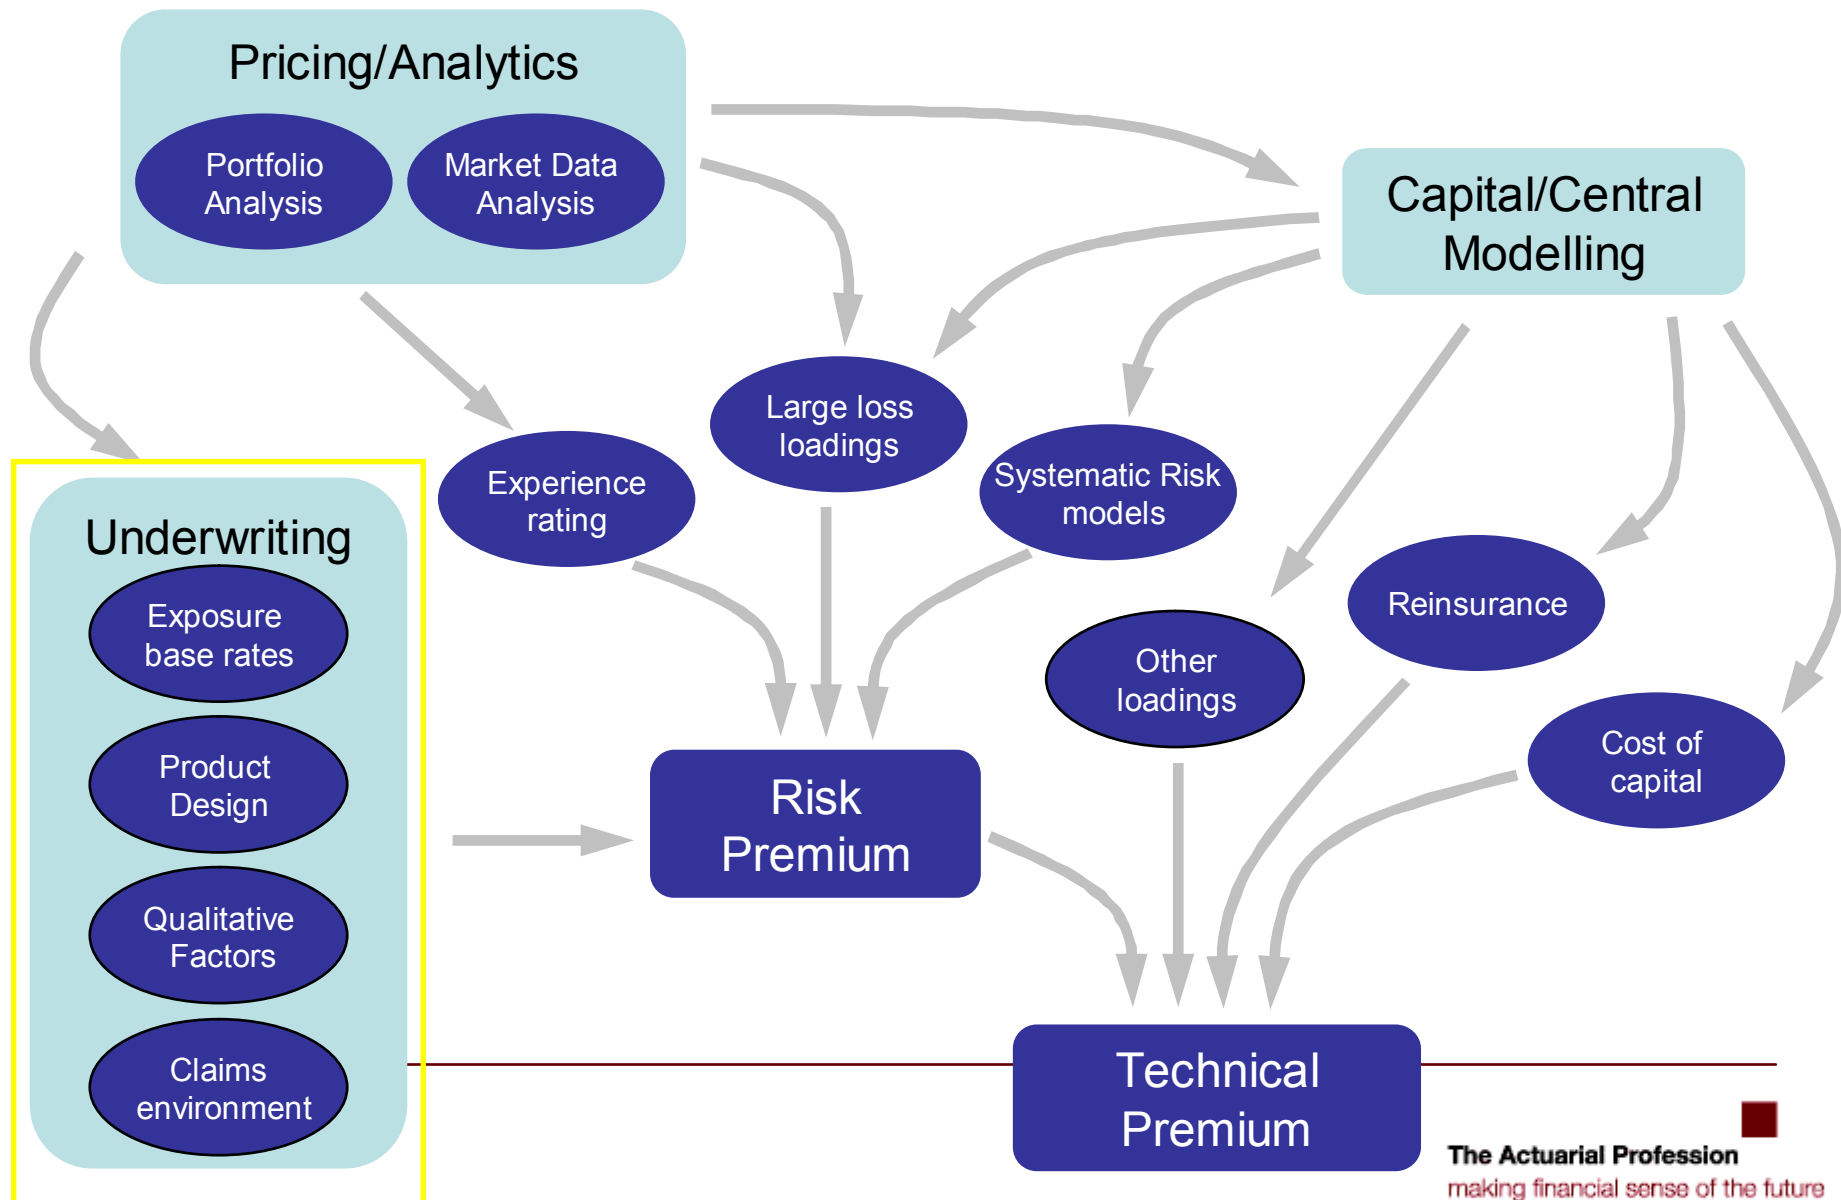 Pricing/Analytics
Portfolio
Analysis
Market Data
Analysis
Capital/Central
Modelling
Large loss
loadings
Experience
rating
Systematic Risk
models
Underwriting
Exposure
base rates
Product
Design
Qualitative
Factors
Claims
environment
Reinsurance
Other
loadings
Cost of
capital
Risk
Premium
Technical
Premium
The Actuarial Profession
making financial sense of the future